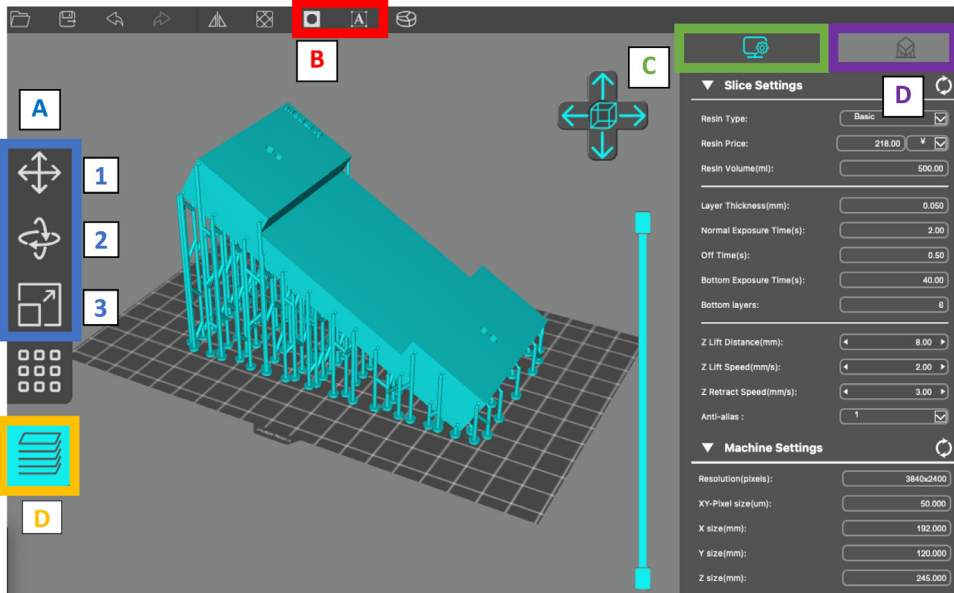 A
B
C
D
A
1
2
3
D
Slice Settings
Resin Type: Basic
Resin Price: 218.00 ¥
Resin Volume(ml): 500.00
Layer Thickness(mm): 0.050
Normal Exposure Time(s): 2.00
Off Time(s): 0.50
Bottom Exposure Time(s): 40.00
Bottom layers: 6
Z Lift Distance(mm): 8.00
Z Lift Speed(mm/s): 2.00
Z Retract Speed(mm/s): 3.00
Anti-alias : 1
Machine Settings
Resolution(pixels): 3840x2400
XY-Pixel size(um): 50.000
X size(mm): 192.000
Y size(mm): 120.000
Z size(mm): 245.000